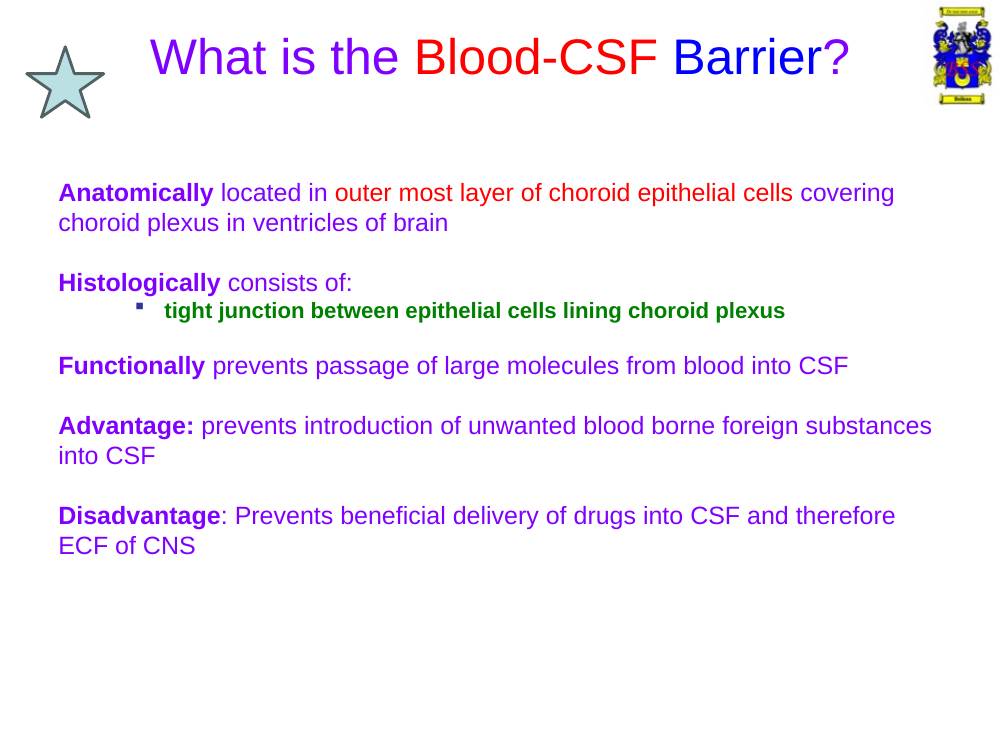 What is the Blood-CSF Barrier?
Anatomically located in outer most layer of choroid epithelial cells covering
choroid plexus in ventricles of brain
Histologically consists of:
▪ tight junction between epithelial cells lining choroid plexus
Functionally prevents passage of large molecules from blood into CSF
Advantage: prevents introduction of unwanted blood borne foreign substances
into CSF
Disadvantage: Prevents beneficial delivery of drugs into CSF and therefore
ECF of CNS